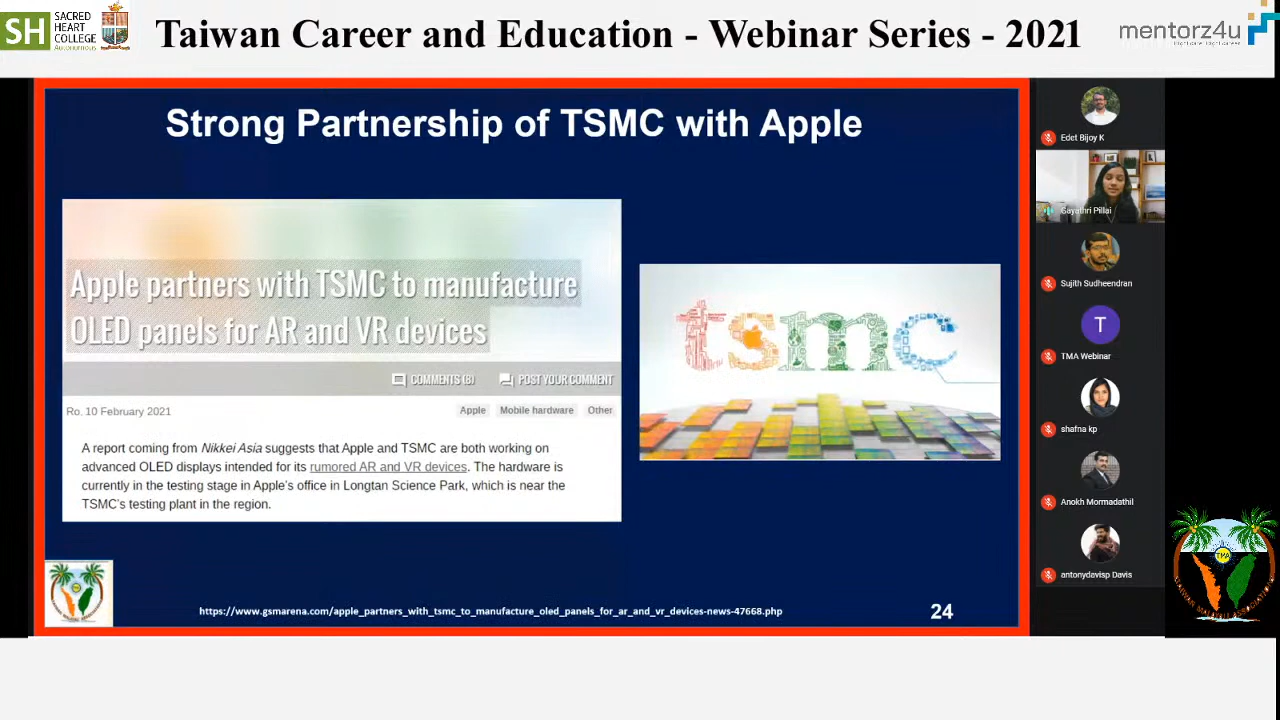 SH
SACRED
HEART
COLLEGE
Autonomous
Taiwan Career and Education - Webinar Series - 2021
mentorz4u
Strong Partnership of TSMC with Apple
Apple partners with TSMC to manufacture
OLED panels for AR and VR devices
COMMENTS (8) POST YOUR COMMENT
Ro. 10 February 2021 Apple Mobile hardware Other
A report coming from Nikkei Asia suggests that Apple and TSMC are both working on
advanced OLED displays intended for its rumored AR and VR devices. The hardware is
currently in the testing stage in Apple's office in Longtan Science Park, which is near the
TSMC's testing plant in the region.
tsmc
https://www.gsmarena.com/apple_partners_with_tsmc_to_manufacture_oled_panels_for_ar_and_vr_devices-news-47668.php
24
Edet Bijoy K
Gayathri Pillai
Sujith Sudheendran
T
TMA Webinar
shafna kp
Anokh Mormadathil
antonydavisp Davis
TMA